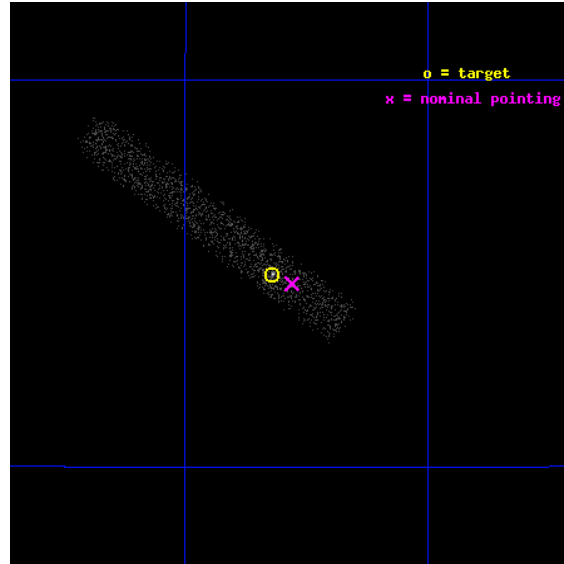 o = target
x = nominal pointing